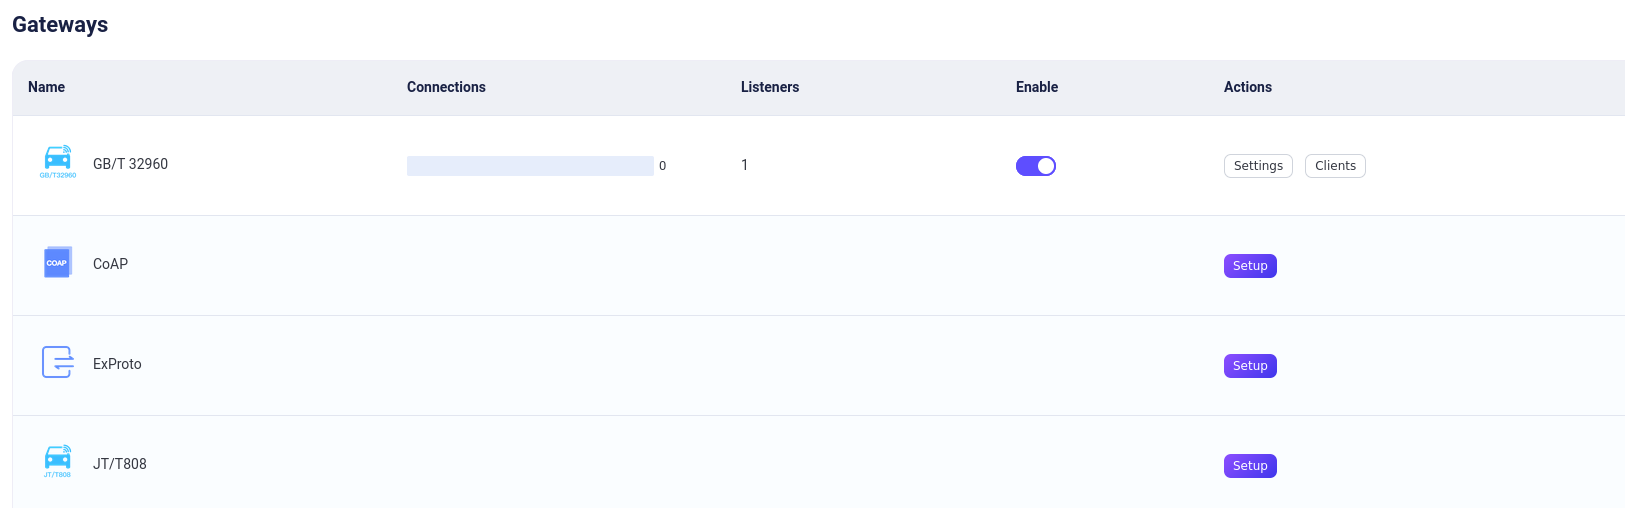 Gateways
Name Connections Listeners Enable Actions
GB/T32960 GB/T 32960 0 1 Settings Clients
COAP CoAP Setup
ExProto Setup
JT/T808 JT/T808 Setup